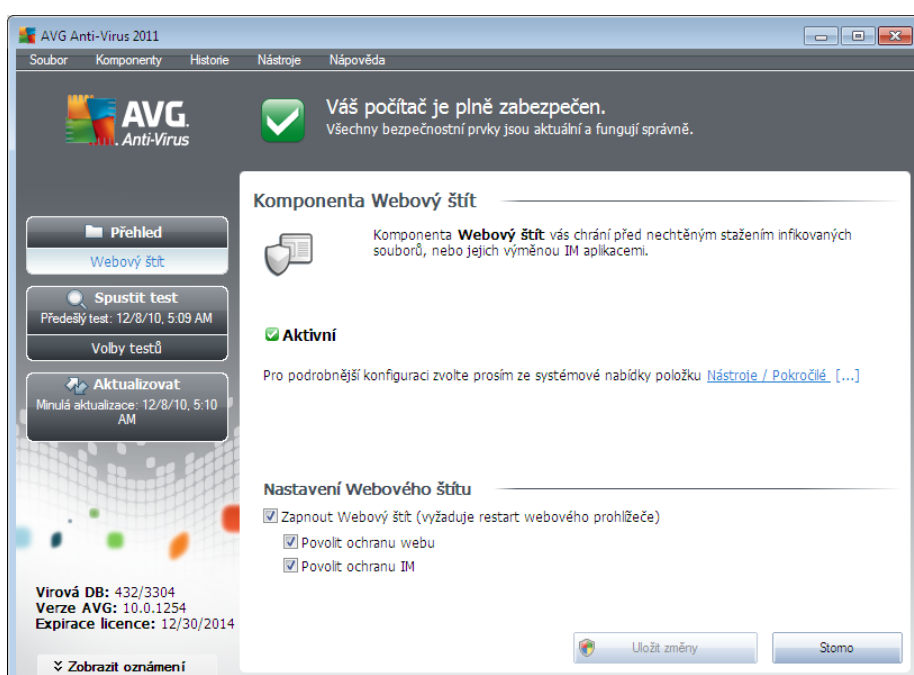 AVG Anti-Virus 2011
Soubor Komponenty Historie Nástroje Nápověda
AVG.
Anti-Virus
Váš počítač je plně zabezpečen.
Všechny bezpečnostní prvky jsou aktuální a fungují správně.
Přehled
Webový štít
Spustit test
Předešlý test: 12/8/10, 5:09 AM
Volby testů
Aktualizovat
Minulá aktualizace: 12/8/10, 5:10
AM
Virová DB: 432/3304
Verze AVG: 10.0.1254
Expirace licence: 12/30/2014
Zobrazit oznámení
Komponenta Webový štít
Komponenta Webový štít vás chrání před nechtěným stažením infikovaných
souborů, nebo jejich výměnou IM aplikacemi.
Aktivní
Pro podrobnější konfiguraci zvolte prosím ze systémové nabídky položku Nástroje / Pokročilé [...]
Nastavení Webového štítu
Zapnout Webový štít (vyžaduje restart webového prohlížeče)
Povolit ochranu webu
Povolit ochranu IM
Uložit změny
Storno